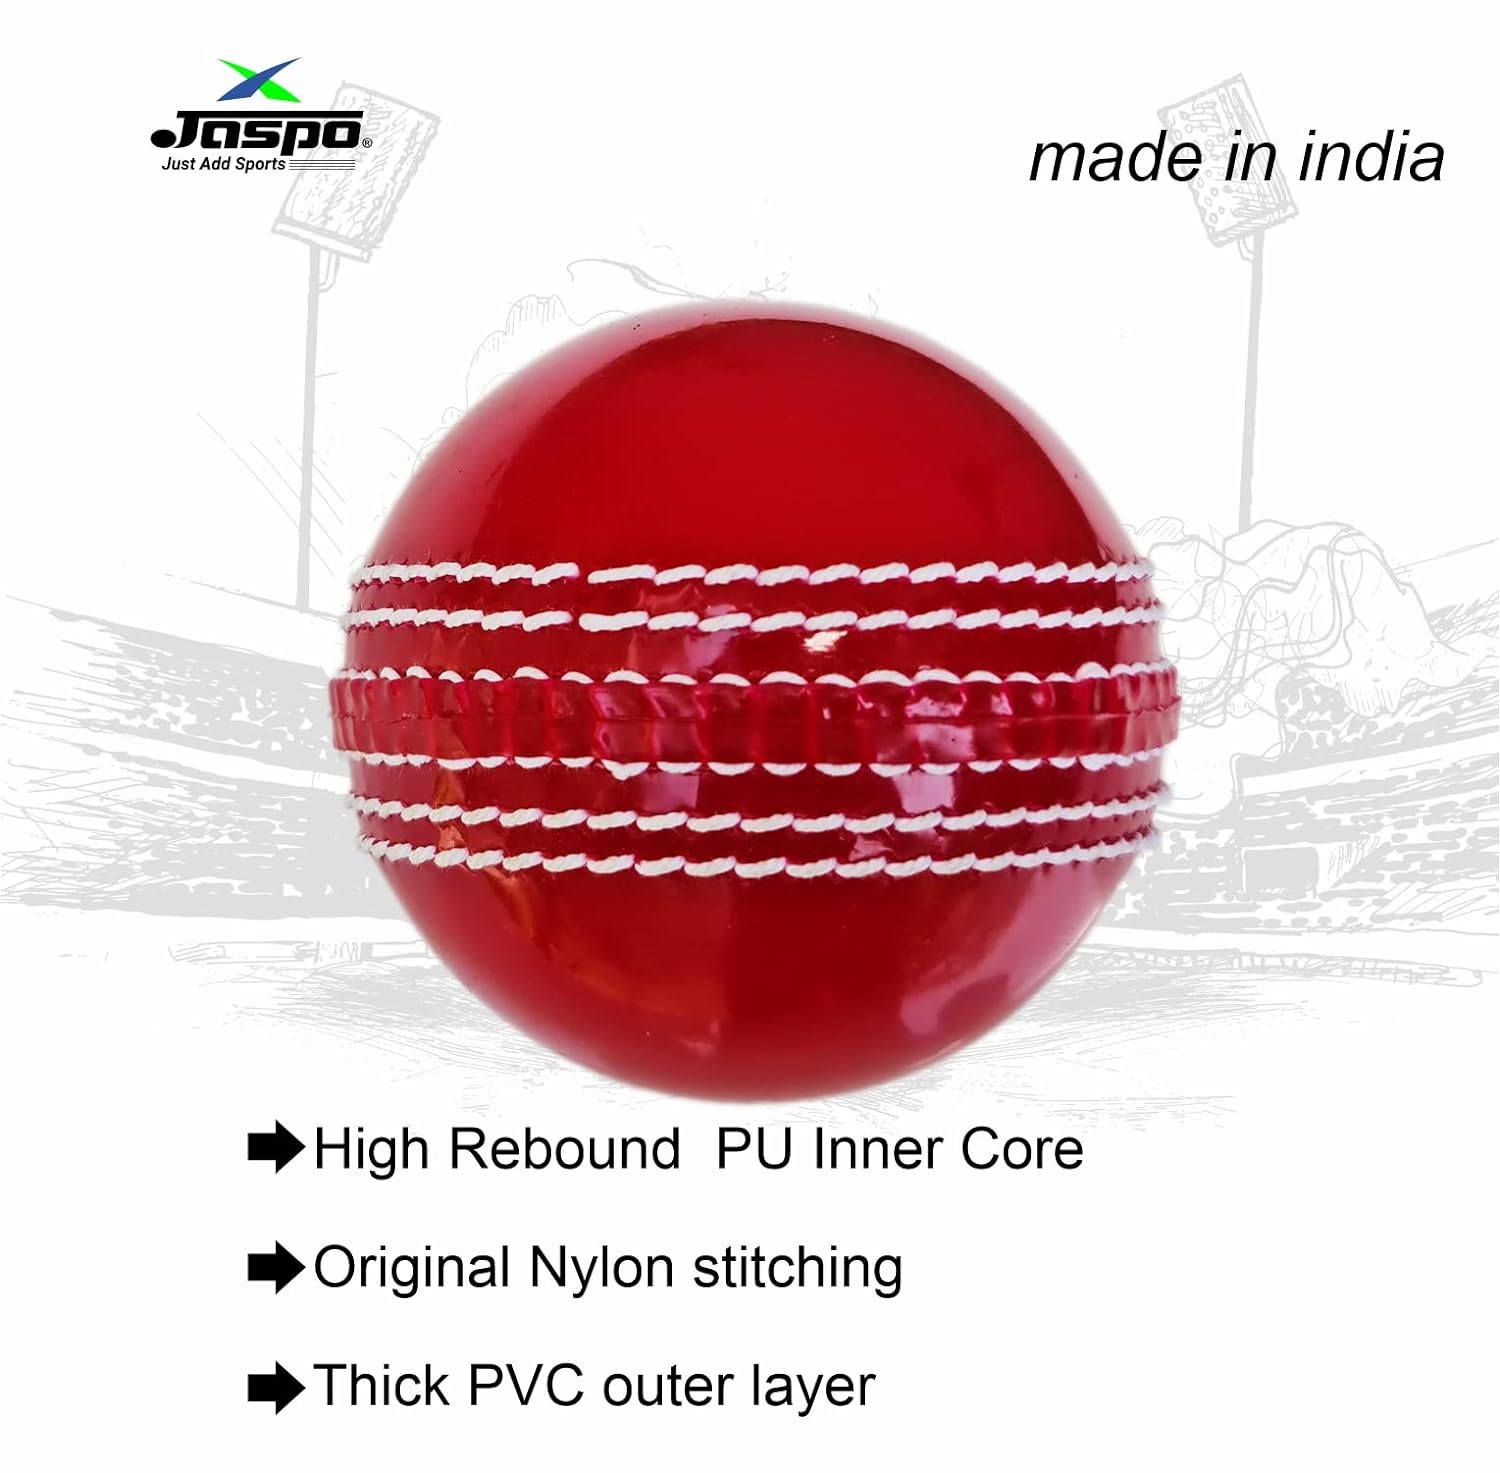 Jaspo®
Just Add Sports
made in india
High Rebound PU Inner Core
Original Nylon stitching
Thick PVC outer layer